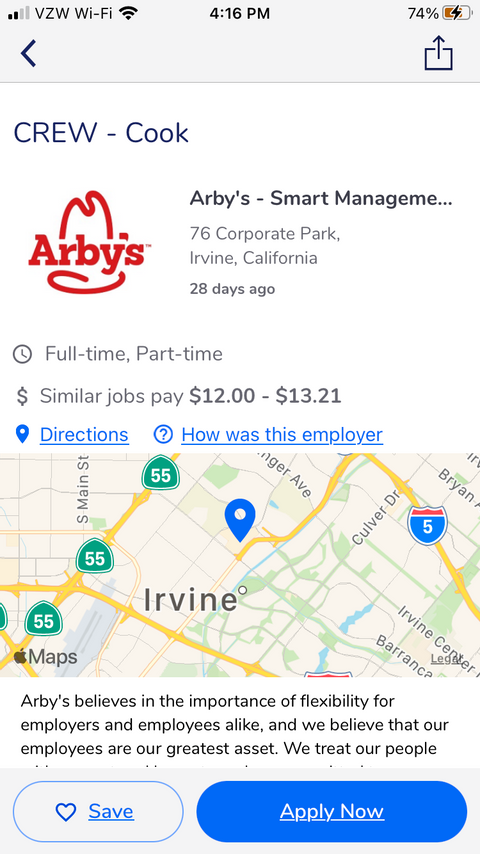 VZW Wi-Fi 4:16 PM 74%
CREW - Cook
Arby's™
Arby's - Smart Manageme...
76 Corporate Park,
Irvine, California
28 days ago
Full-time, Part-time
$ Similar jobs pay $12.00 - $13.21
Directions How was this employer
S Main St
55
nger Ave
Bryan A
Culver Dr
5
55
Irvine
55
Irvine Center
Barranca
Maps
Legal
Arby's believes in the importance of flexibility for
employers and employees alike, and we believe that our
employees are our greatest asset. We treat our people
Save Apply Now